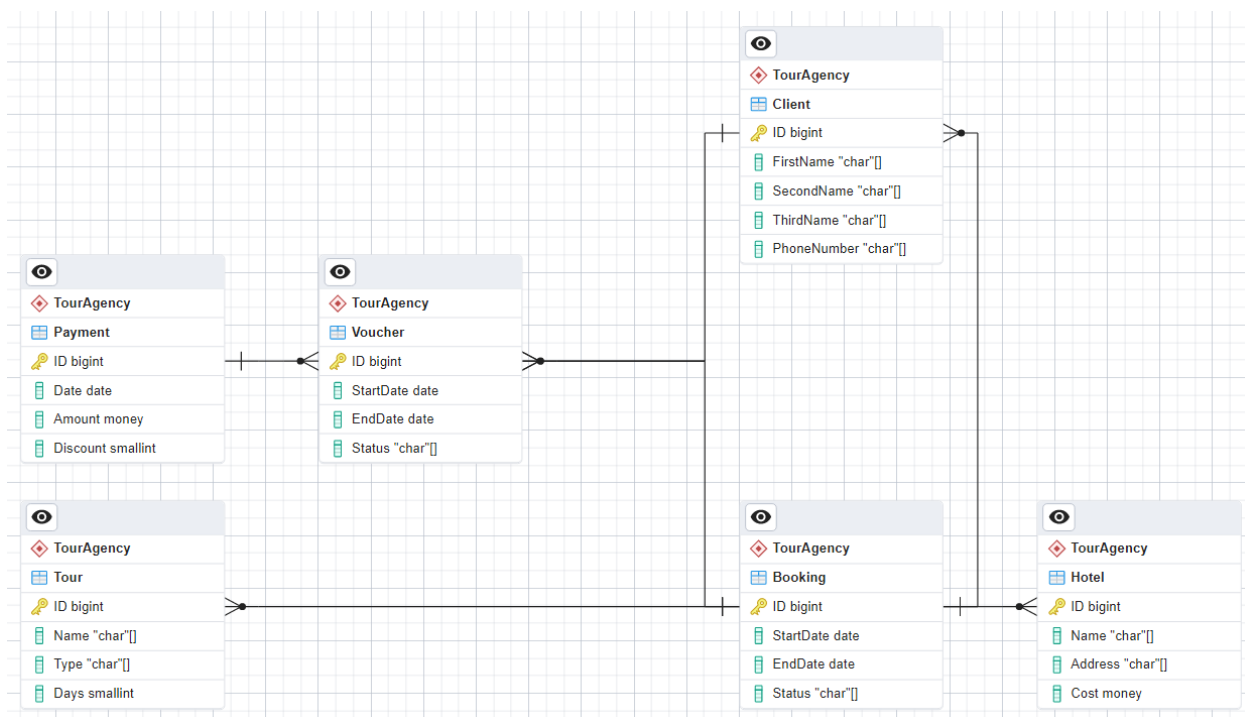 TourAgency
Client
ID bigint
FirstName "char"[]
SecondName "char"[]
ThirdName "char"[]
PhoneNumber "char"[]
TourAgency
Payment
ID bigint
Date date
Amount money
Discount smallint
TourAgency
Voucher
ID bigint
StartDate date
EndDate date
Status "char"[]
TourAgency
Tour
ID bigint
Name "char"[]
Type "char"[]
Days smallint
TourAgency
Booking
ID bigint
StartDate date
EndDate date
Status "char"[]
TourAgency
Hotel
ID bigint
Name "char"[]
Address "char"[]
Cost money